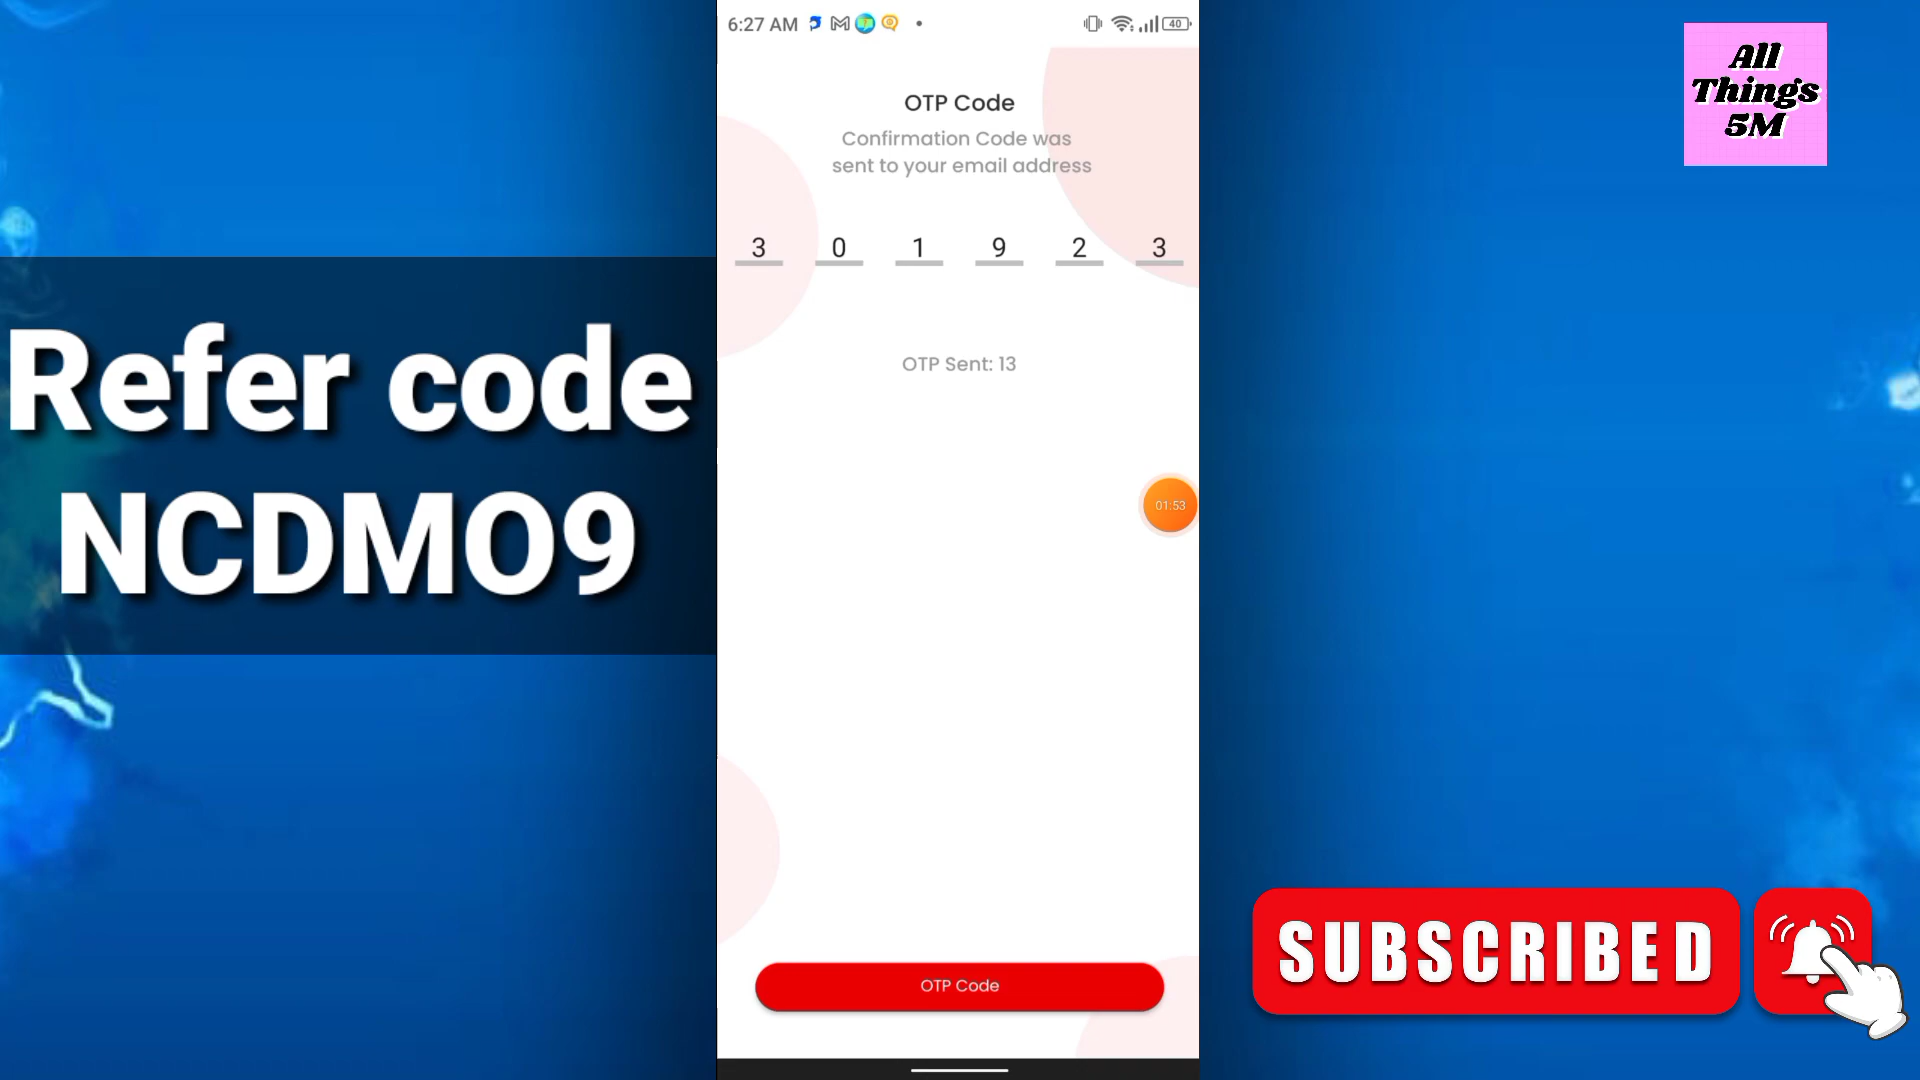 6:27 AM
40
OTP Code
Confirmation Code was
sent to your email address
3 0 1 9 2 3
OTP Sent: 13
01:53
OTP Code
Refer code
NCDMO9
All
Things
5M
SUBSCRIBED